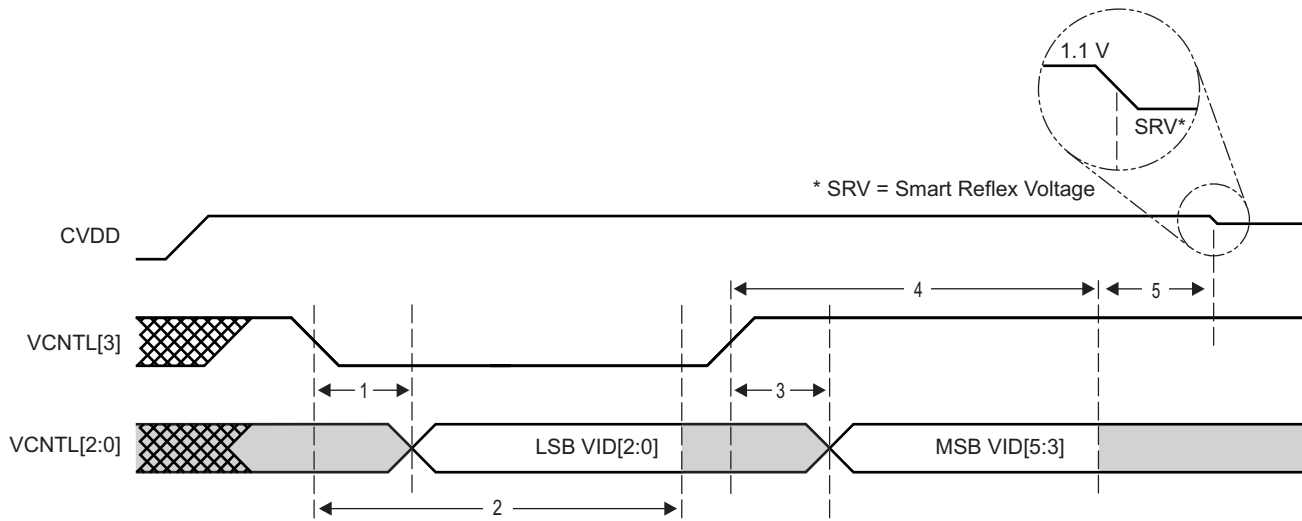 1.1 V
SRV*
* SRV = Smart Reflex Voltage
CVDD
4
5
VCNTL[3]
1
3
VCNTL[2:0]
LSB VID[2:0]
MSB VID[5:3]
2